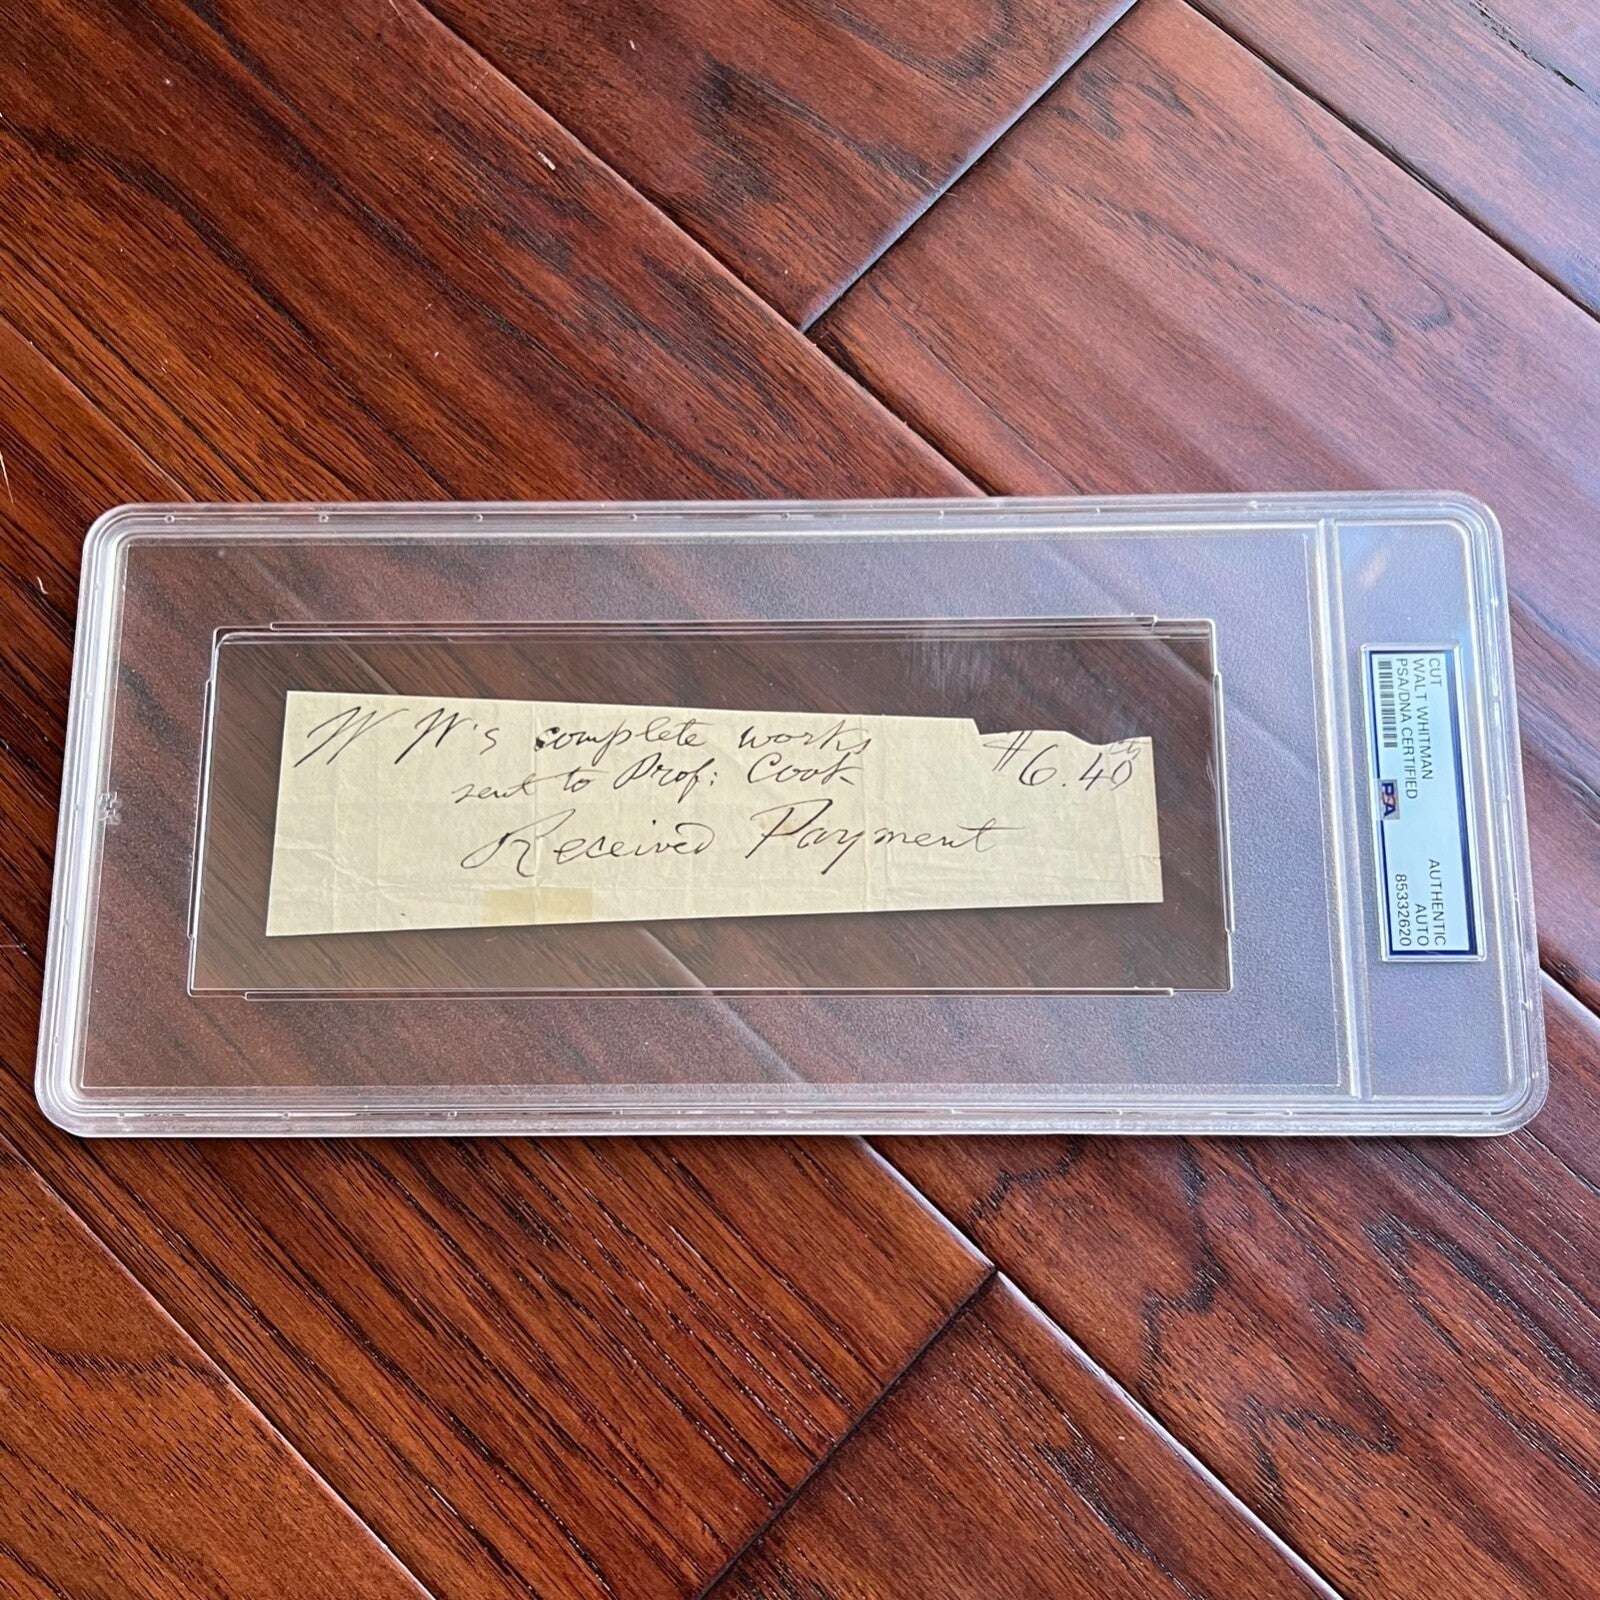 W W's complete works $6.40
sent to Prof: Cook
Received Payment
CUT
WALT WHITMAN
PSA/DNA CERTIFIED
PSA
AUTHENTIC
AUTO
85332620